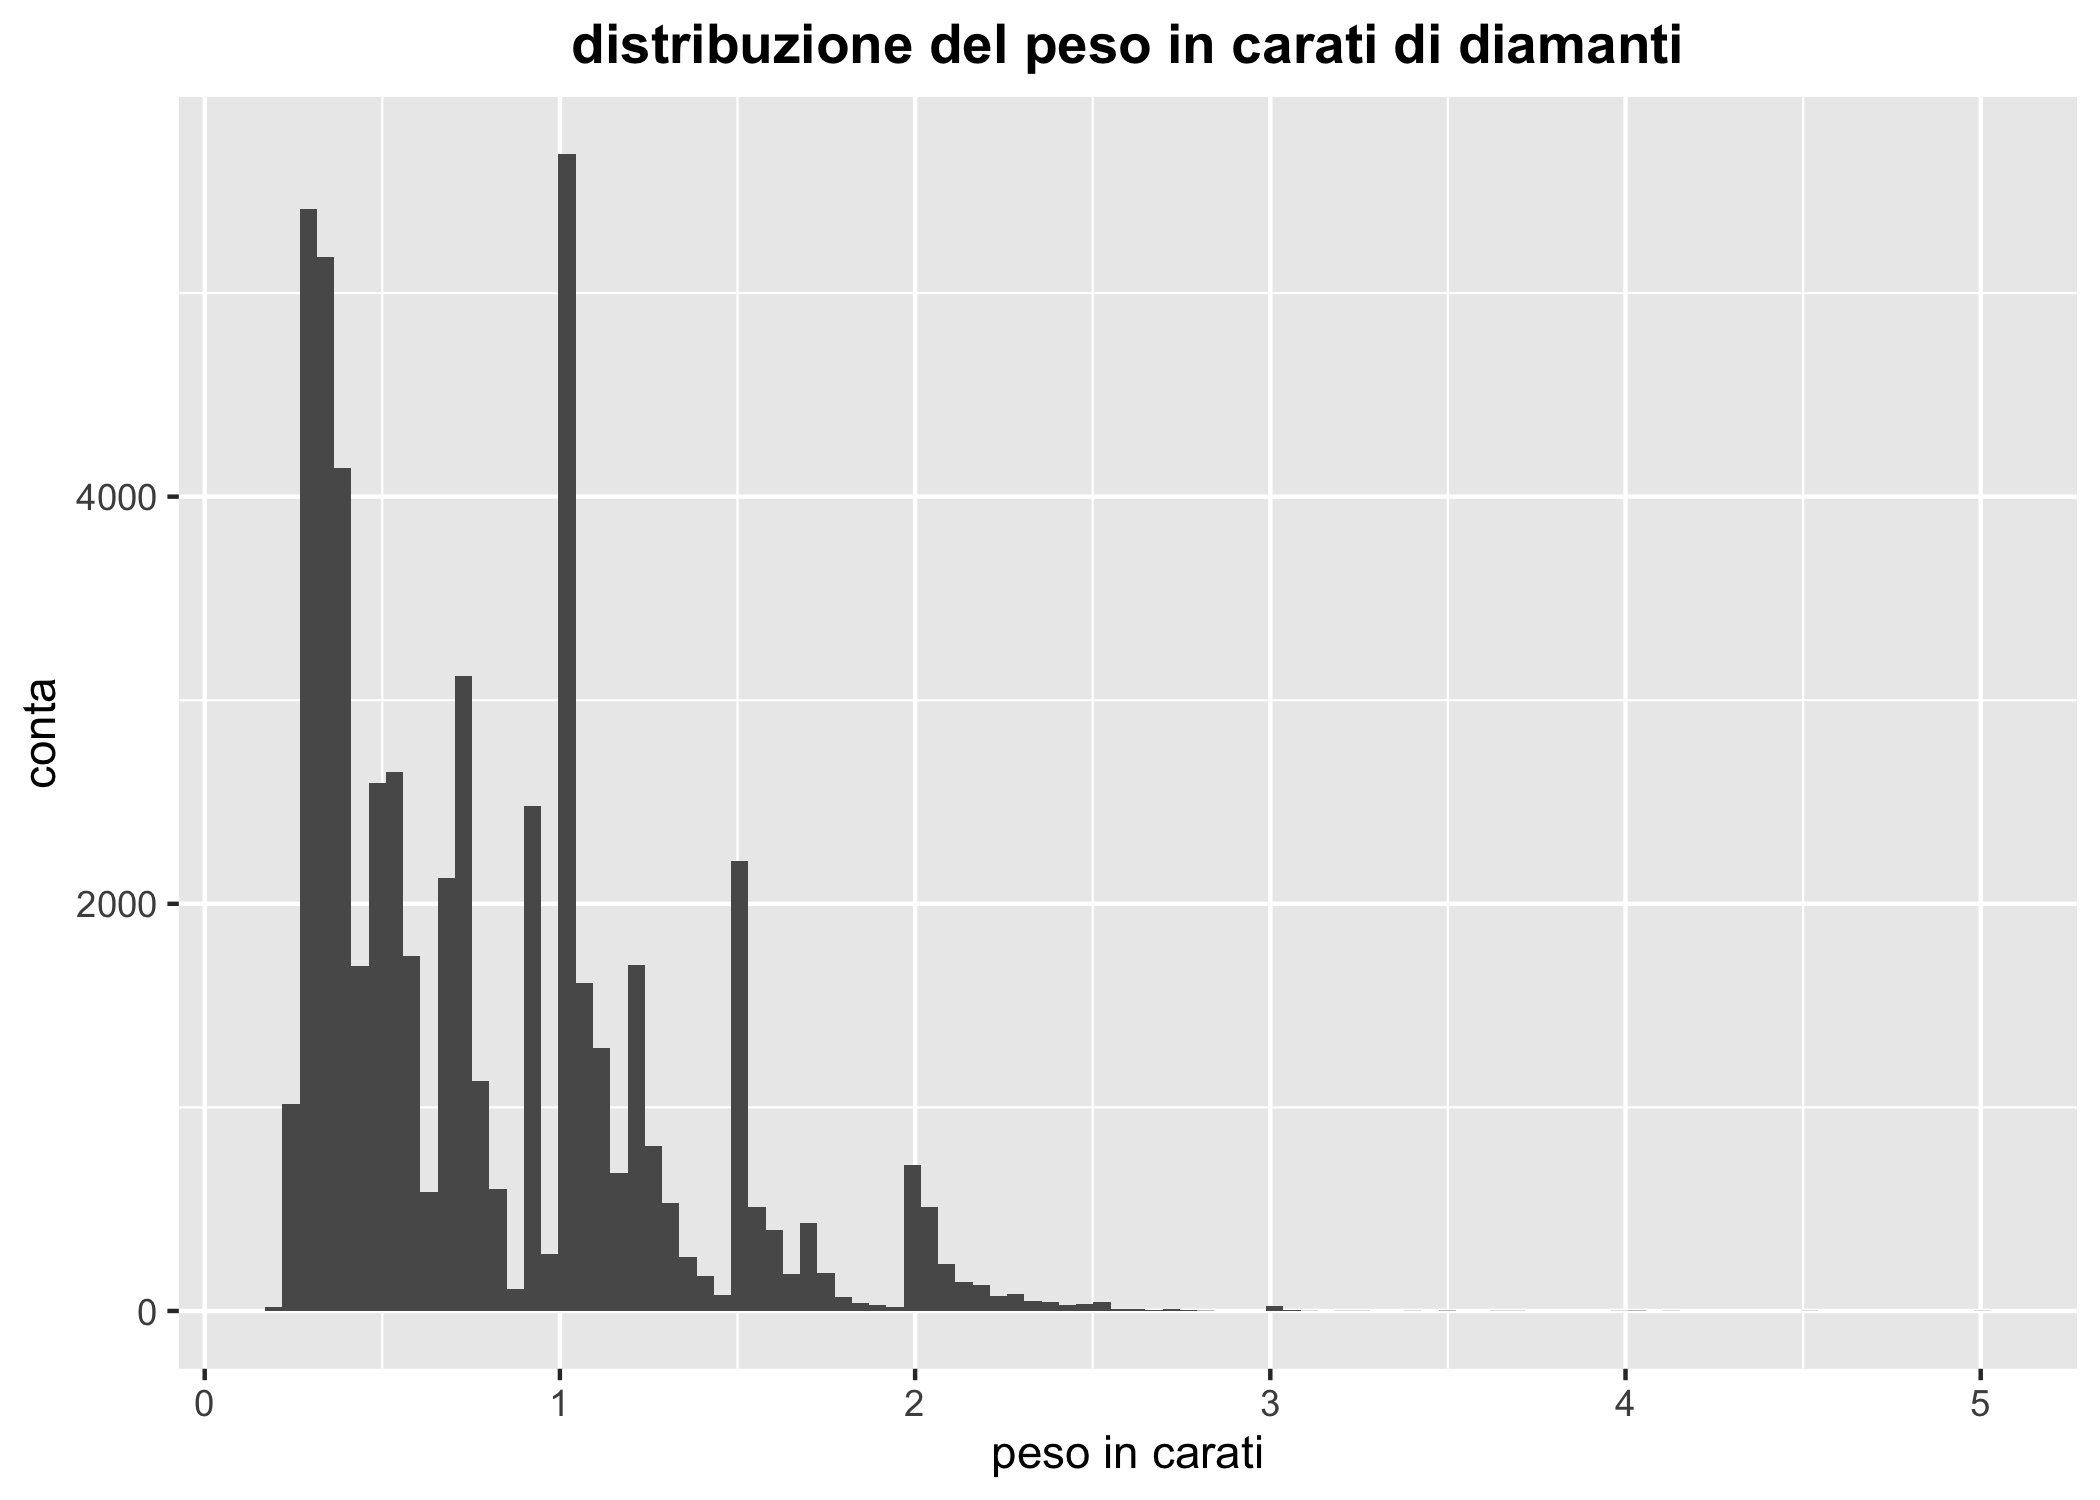 distribuzione del peso in carati di diamanti
conta
4000
2000
0
0 1 2 3 4 5
peso in carati